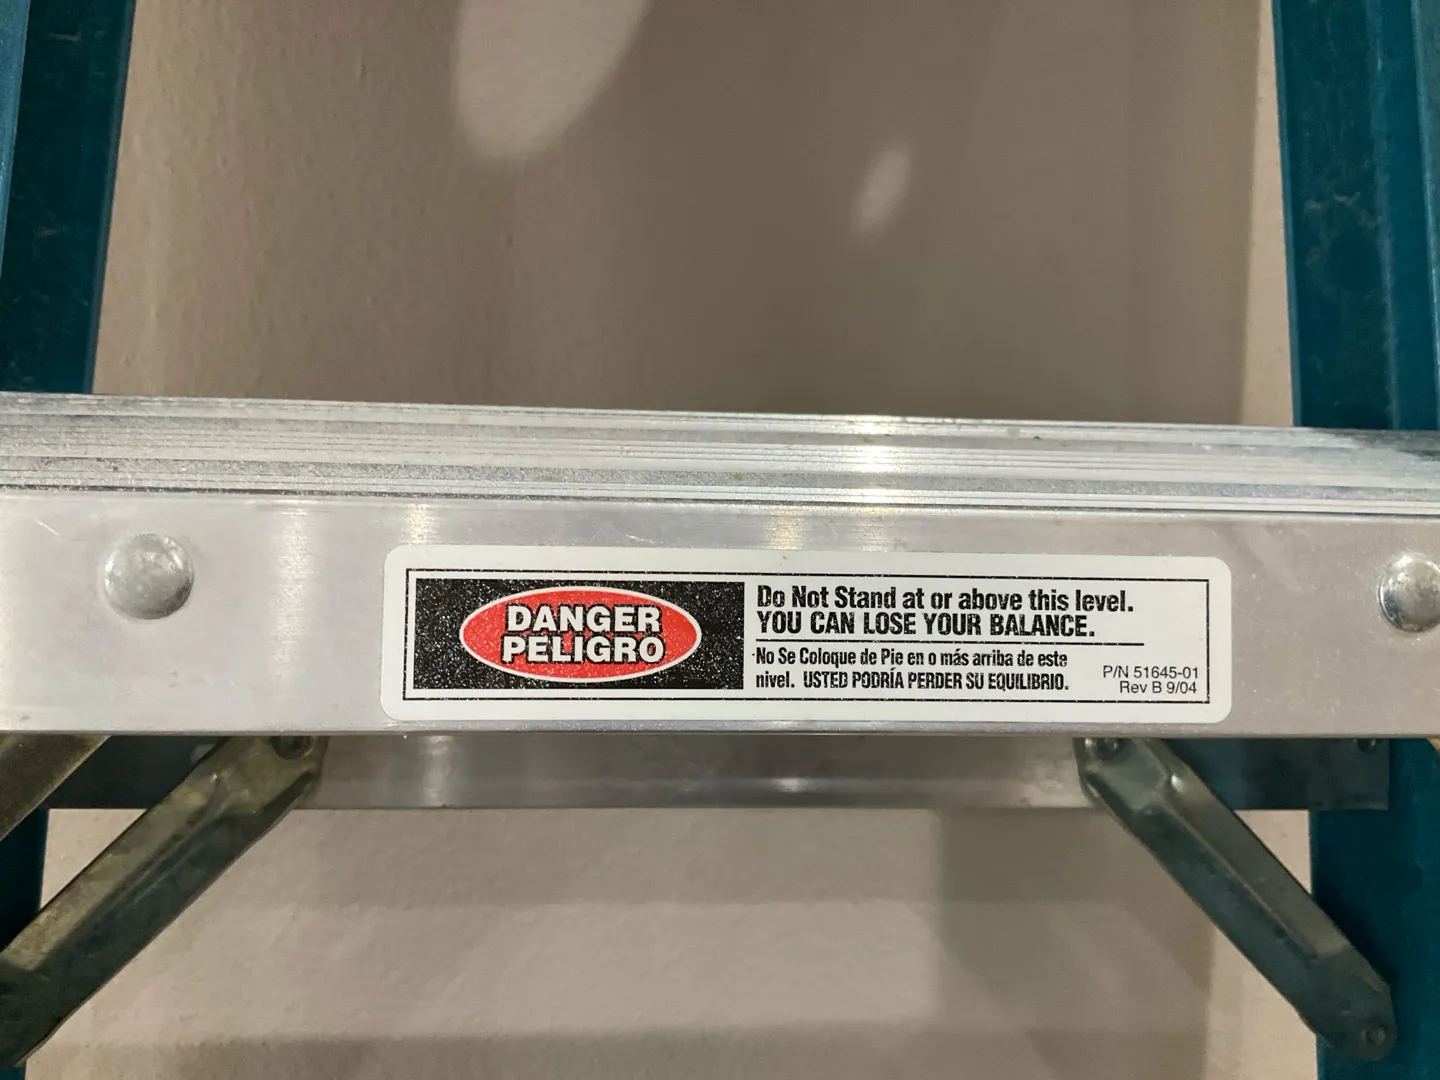 DANGER
PELIGRO
Do Not Stand at or above this level.
YOU CAN LOSE YOUR BALANCE.
No Se Coloque de Pie en o más arriba de este
nivel. USTED PODRÍA PERDER SU EQUILIBRIO.
P/N 51645-01
Rev B 9/04